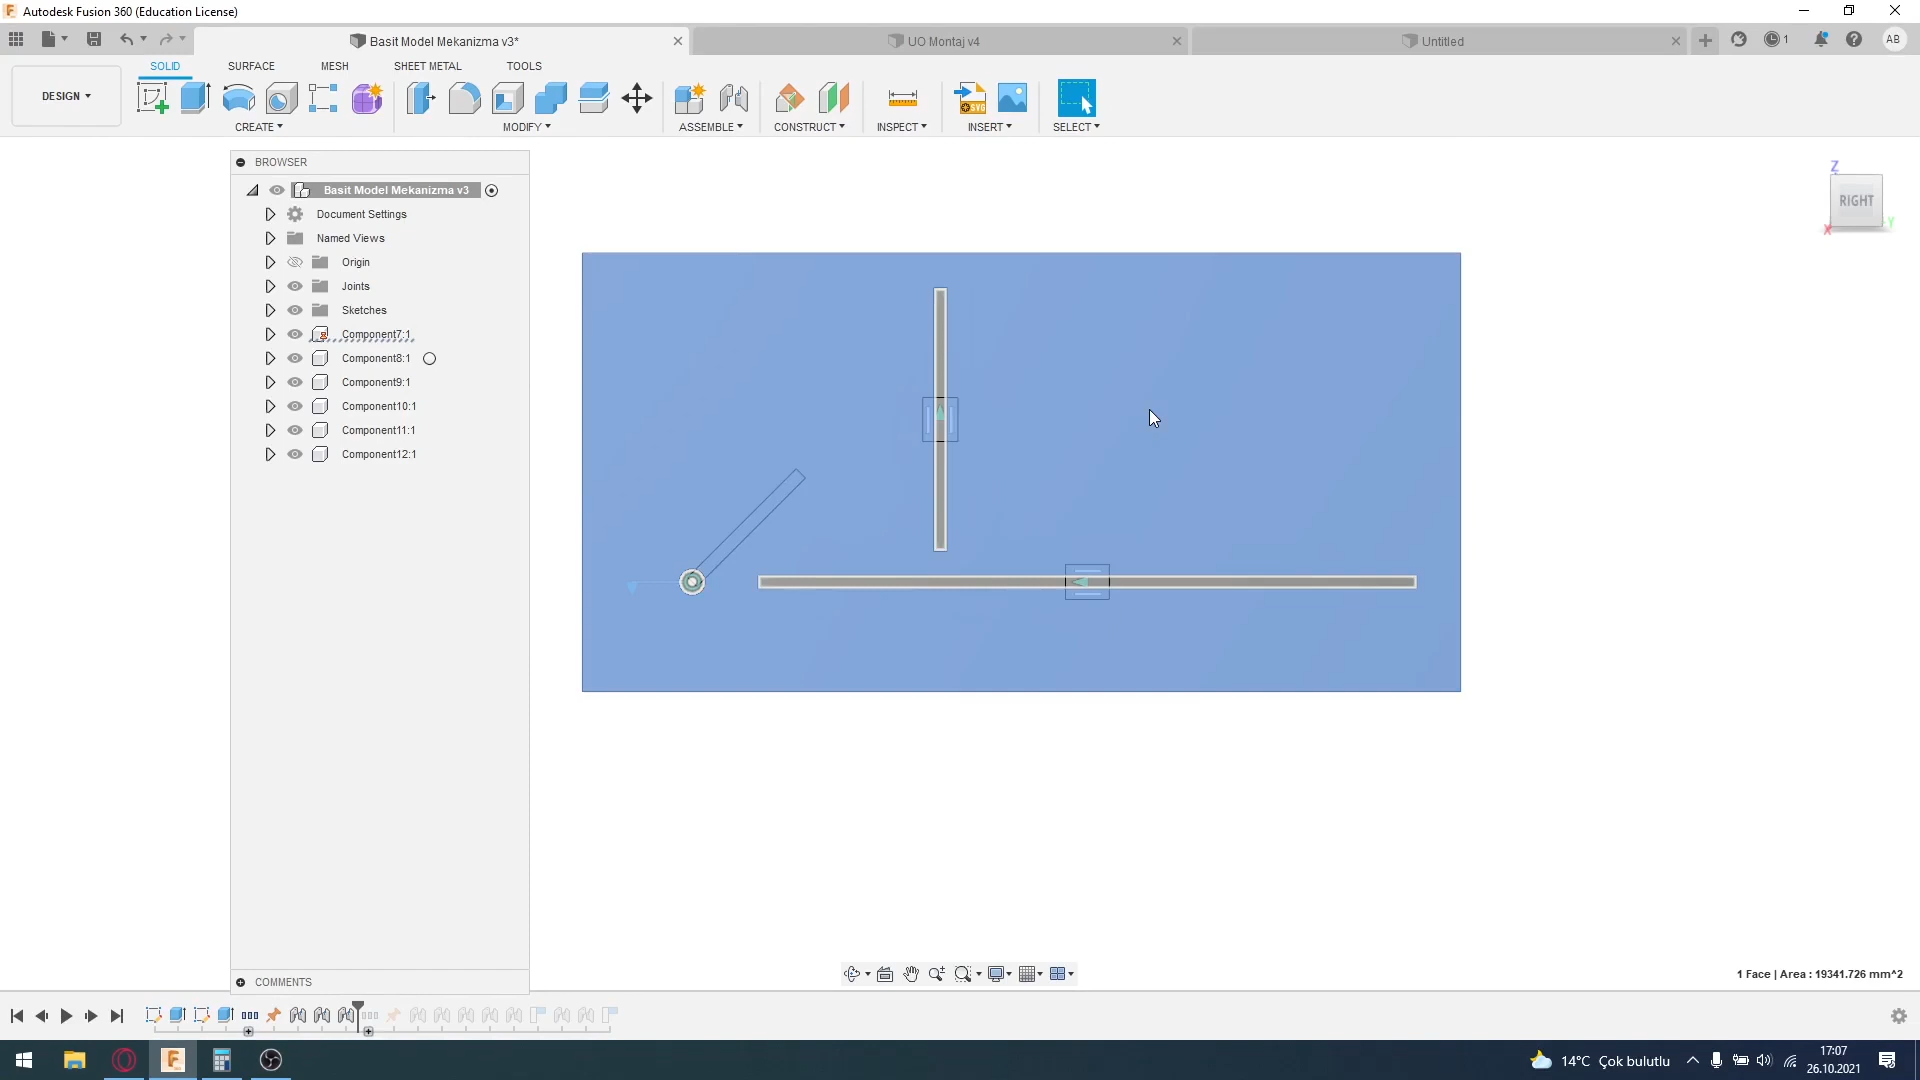 Autodesk Fusion 360 (Education License)
Basit Model Mekanizma v3*
UO Montaj v4
Untitled
1
AB
DESIGN
SOLID
SURFACE
MESH
SHEET METAL
TOOLS
CREATE
MODIFY
ASSEMBLE
CONSTRUCT
INSPECT
SVG
INSERT
SELECT
BROWSER
Basit Model Mekanizma v3
Document Settings
Named Views
Origin
Joints
Sketches
Component7:1
Component8:1
Component9:1
Component10:1
Component11:1
Component12:1
Z
RIGHT
X
Y
COMMENTS
1 Face | Area : 19341.726 mm^2
14°C Çok bulutlu
17:07
26.10.2021